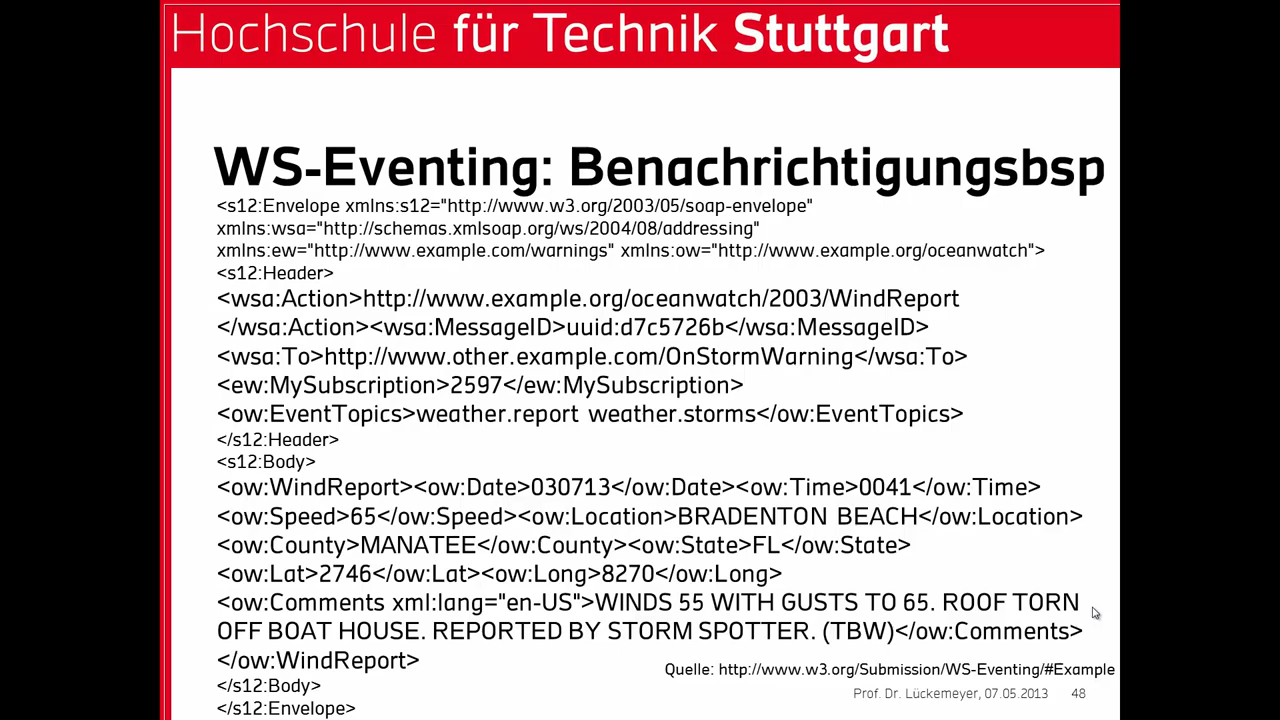 Hochschule für Technik Stuttgart
WS-Eventing: Benachrichtigungsbsp
<s12:Envelope xmlns:s12="http://www.w3.org/2003/05/soap-envelope"
xmlns:wsa="http://schemas.xmlsoap.org/ws/2004/08/addressing"
xmlns:ew="http://www.example.com/warnings" xmlns:ow="http://www.example.org/oceanwatch">
<s12:Header>
<wsa:Action>http://www.example.org/oceanwatch/2003/WindReport
</wsa:Action><wsa:MessageID>uuid:d7c5726b</wsa:MessageID>
<wsa:To>http://www.other.example.com/OnStormWarning</wsa:To>
<ew:MySubscription>2597</ew:MySubscription>
<ow:EventTopics>weather.report weather.storms</ow:EventTopics>
</s12:Header>
<s12:Body>
<ow:WindReport><ow:Date>030713</ow:Date><ow:Time>0041</ow:Time>
<ow:Speed>65</ow:Speed><ow:Location>BRADENTON BEACH</ow:Location>
<ow:County>MANATEE</ow:County><ow:State>FL</ow:State>
<ow:Lat>2746</ow:Lat><ow:Long>8270</ow:Long>
<ow:Comments xml:lang="en-US">WINDS 55 WITH GUSTS TO 65. ROOF TORN
OFF BOAT HOUSE. REPORTED BY STORM SPOTTER. (TBW)</ow:Comments>
</ow:WindReport>
Quelle: http://www.w3.org/Submission/WS-Eventing/#Example
</s12:Body>
Prof. Dr. Lückemeyer, 07.05.2013 48
</s12:Envelope>